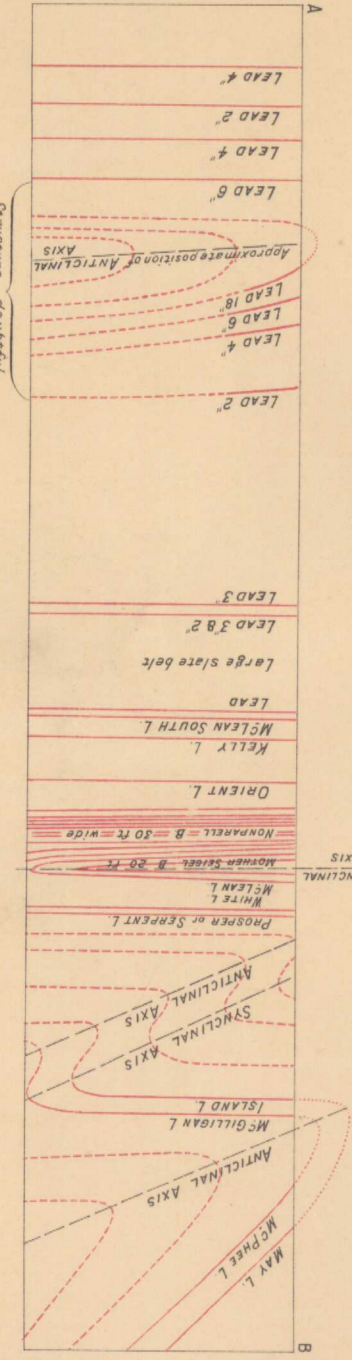 A
LEAD 4"
LEAD 2"
LEAD 4"
LEAD 6"
Approximate position of ANTICLINAL
AXIS
LEAD 18"
LEAD 6"
LEAD 4"
LEAD 2"
doubtful
LEAD 3"
LEAD 3" & 2"
Large slate belt
LEAD
McLEAN SOUTH L.
KELLY L.
ORIENT L.
NONPARELL B 30 ft wide
MOTHER SEIGEL B 20 Ft
CLINAL
AXIS
McLEAN L
WHITE L
PROSPER or SERPENT L.
ANTICLINAL AXIS
SYNCLINAL AXIS
ISLAND L.
McGILLIGAN L
ANTICLINAL AXIS
McPHEE L
MAY L.
B